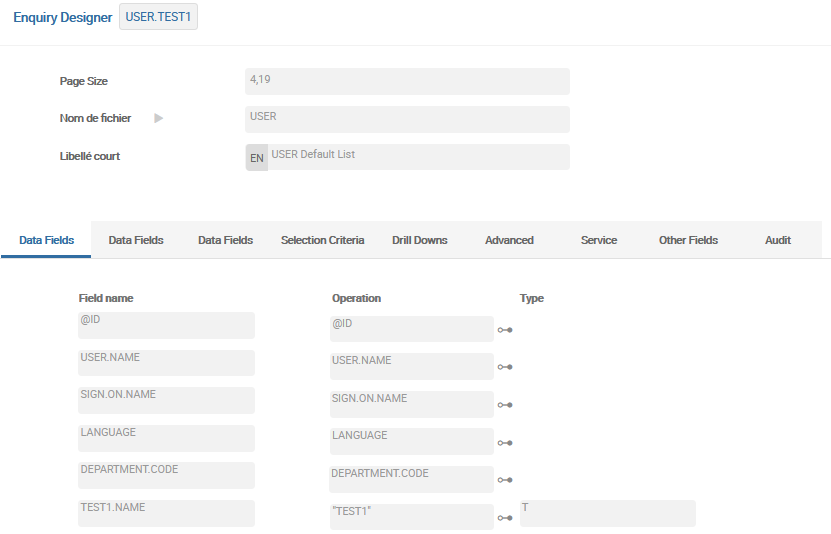 Enquiry Designer USER.TEST1
Page Size 4,19
Nom de fichier USER
Libellé court EN USER Default List
Data Fields Data Fields Data Fields Selection Criteria Drill Downs Advanced Service Other Fields Audit
Field name Operation Type
@ID @ID
USER.NAME USER.NAME
SIGN.ON.NAME SIGN.ON.NAME
LANGUAGE LANGUAGE
DEPARTMENT.CODE DEPARTMENT.CODE
TEST1.NAME "TEST1" T